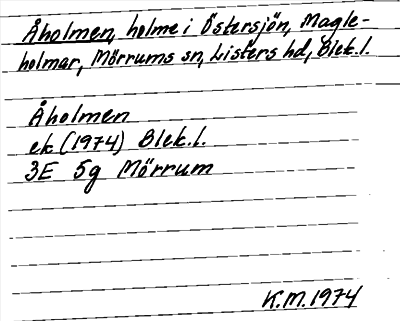 Åholmen, holme i Östersjön, Magle-
holmar, Mörrums sn, Listers hd, Blek.l.
Åholmen
ek (1974) Blek.l.
3E 5g Mörrum
K.M.1974